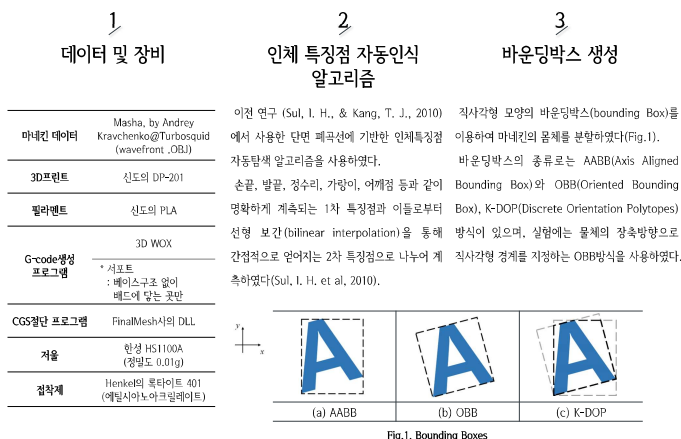 1
데이터 및 장비
마네킨 데이터
Masha, by Andrey
Kravchenko@Turbosquid
(wavefront ,OBJ)
3D프린트
신도의 DP-201
필라멘트
신도의 PLA
G-code생성
프로그램
3D WOX
* 서포트
: 베이스구조 없이
배드에 닿는 곳만
CGS절단 프로그램
FinalMesh사의 DLL
저울
한성 HS1100A
(정밀도 0.01g)
접착제
Henkel의 록타이트 401
(에틸시아노아크릴레이트)
2
인체 특징점 자동인식
알고리즘
이전 연구 (Sul, I. H., & Kang, T. J., 2010)
에서 사용한 단면 폐곡선에 기반한 인체특징점
자동탐색 알고리즘을 사용하였다.
손끝, 발끝, 정수리, 가랑이, 어깨점 등과 같이
명확하게 계측되는 1차 특징점과 이들로부터
선형 보간(bilinear interpolation)을 통해
간접적으로 얻어지는 2차 특징점으로 나누어 계
측하였다(Sul, I. H. et al, 2010).
3
바운딩박스 생성
직사각형 모양의 바운딩박스(bounding Box)를
이용하여 마네킨의 몸체를 분할하였다(Fig.1).
바운딩박스의 종류로는 AABB(Axis Aligned
Bounding Box)와 OBB(Oriented Bounding
Box), K-DOP(Discrete Orientation Polytopes)
방식이 있으며, 실험에는 물체의 장축방향으로
직사각형 경계를 지정하는 OBB방식을 사용하였다.
y
x
A
A
A
(a) AABB
(b) OBB
(c) K-DOP
Fig.1. Bounding Boxes